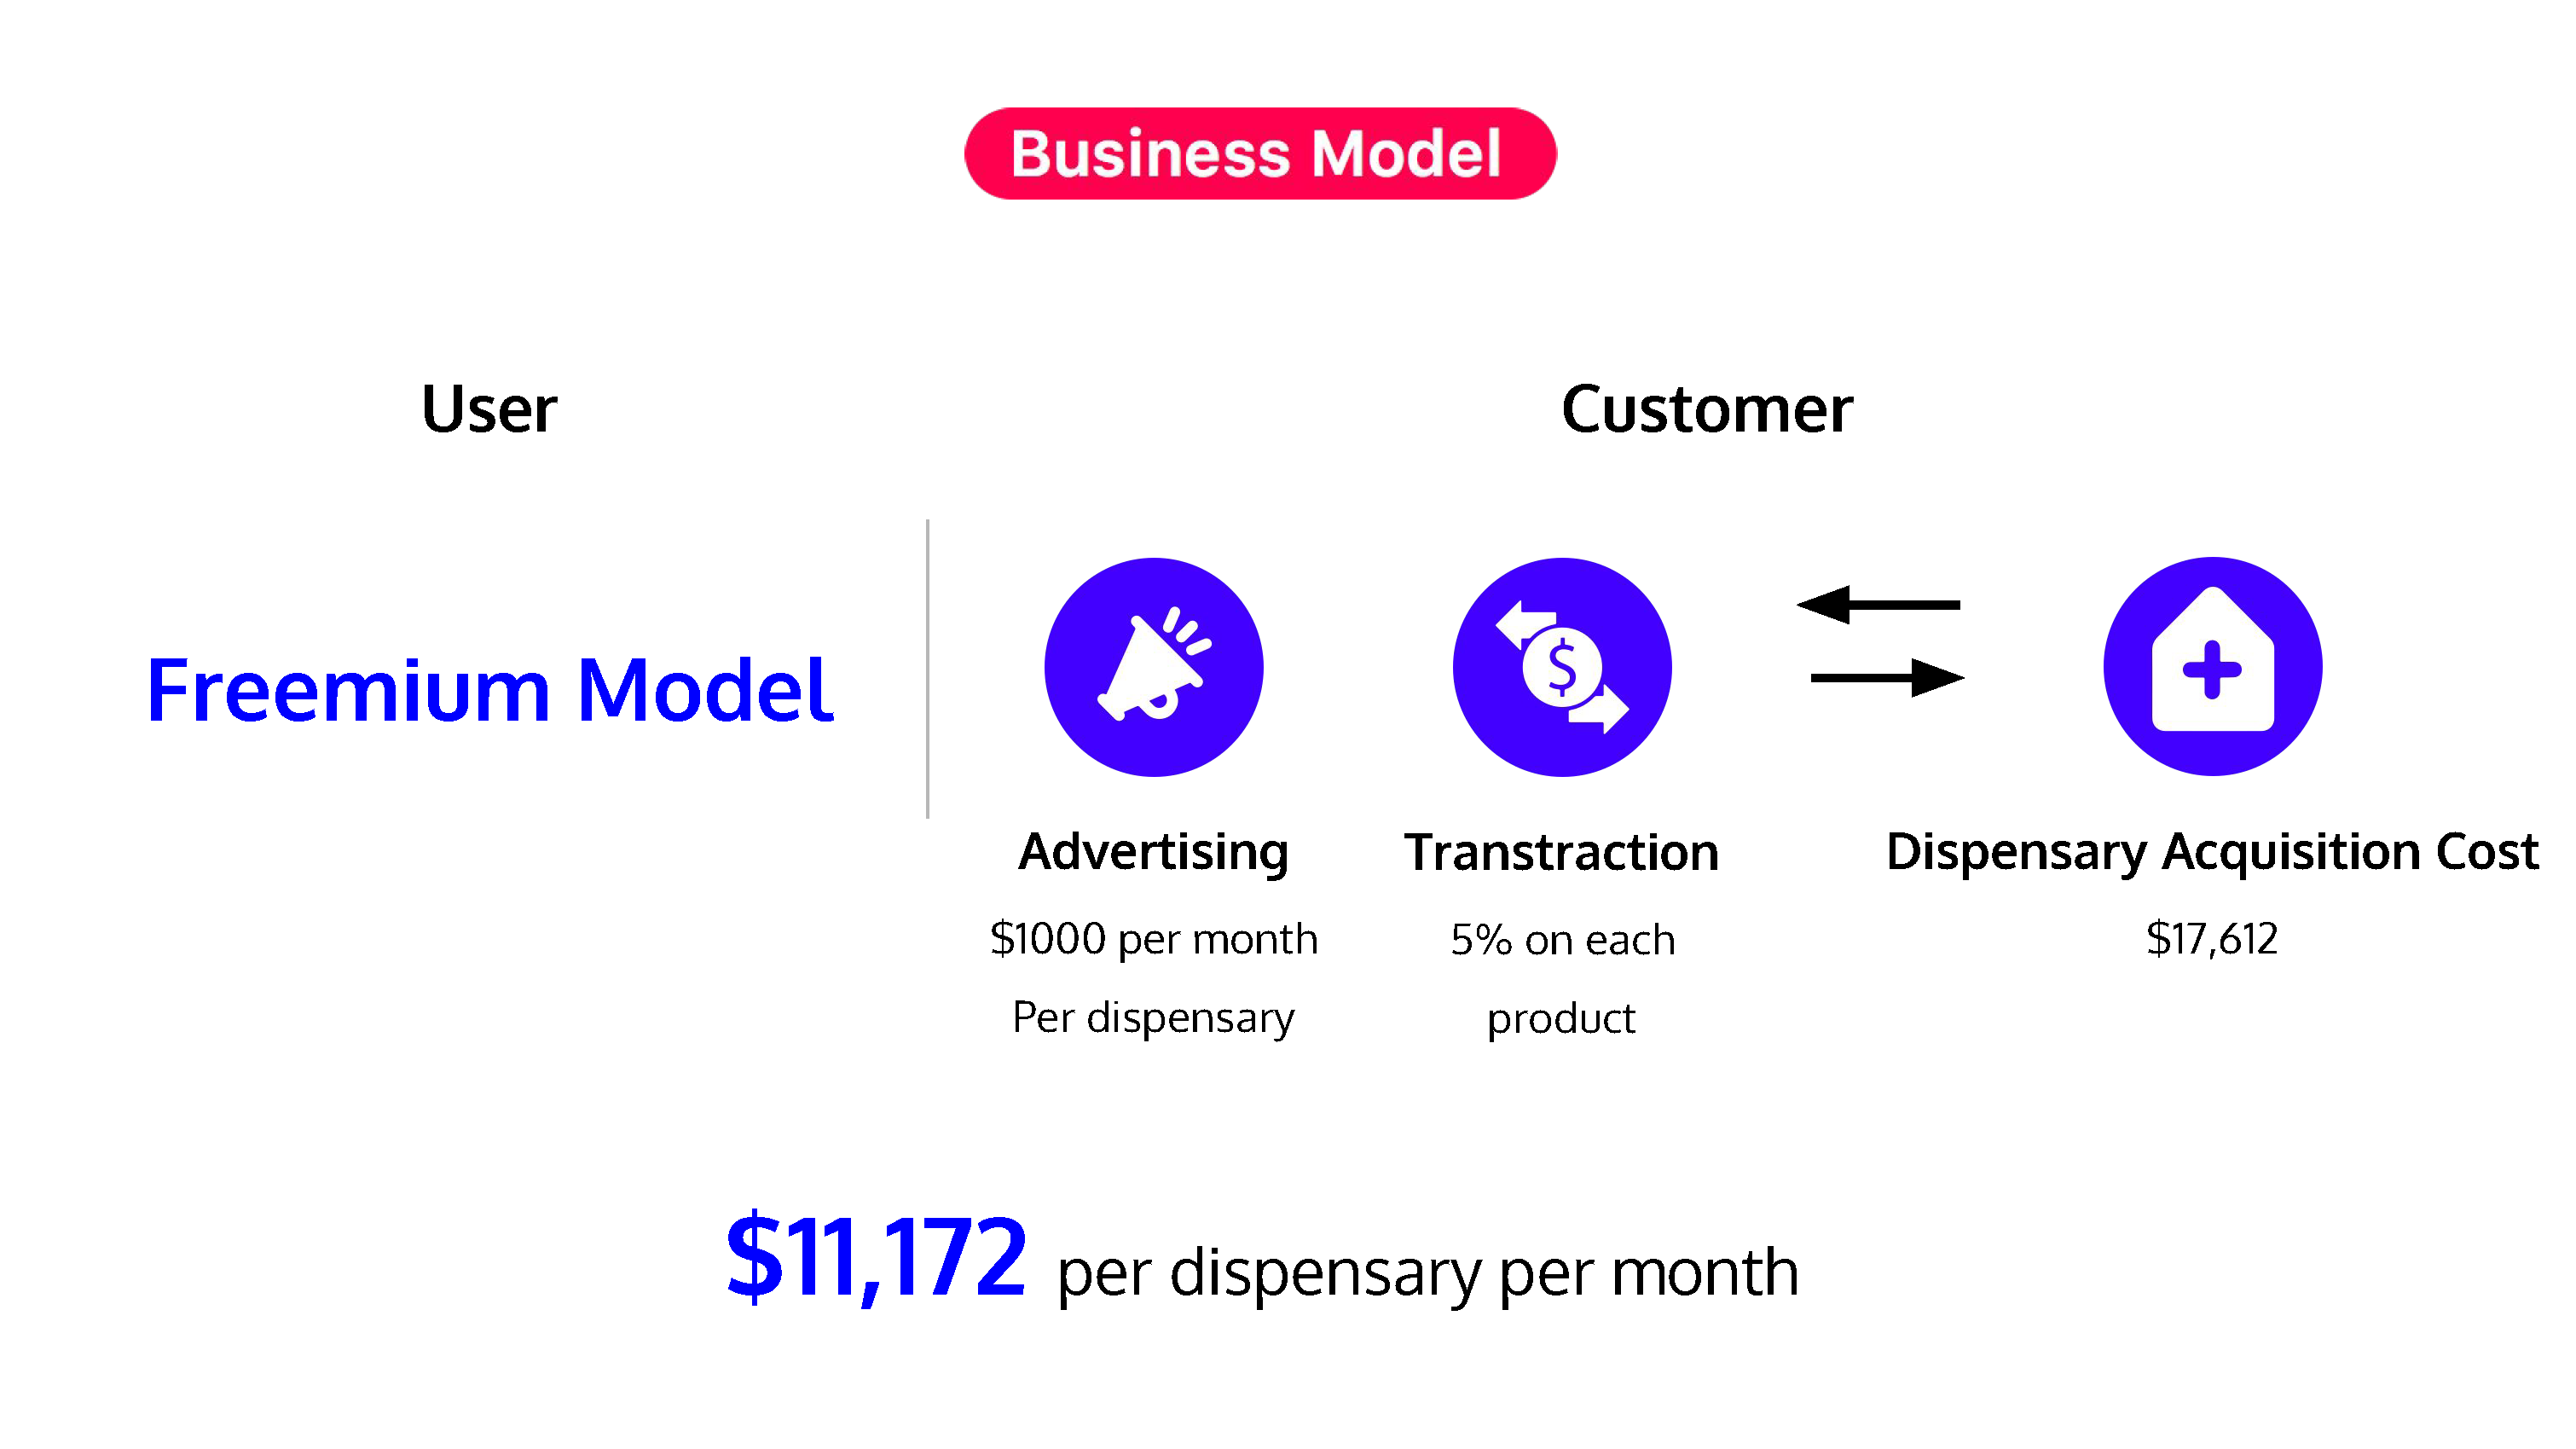 Business Model
User
Customer
Freemium Model
$
Advertising
Transtraction
Dispensary Acquisition Cost
$1000 per month
5% on each
$17,612
Per dispensary
product
$11,172 per dispensary per month